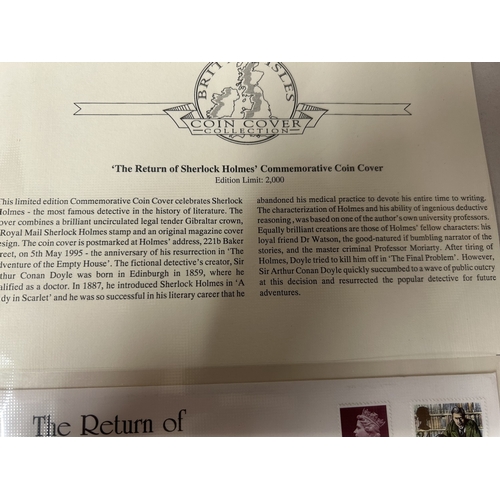 BRITISH ISLES
COIN COVER
COLLECTION
'The Return of Sherlock Holmes' Commemorative Coin Cover
Edition Limit: 2,000
This limited edition Commemorative Coin Cover celebrates Sherlock
Holmes - the most famous detective in the history of literature. The
cover combines a brilliant uncirculated legal tender Gibraltar crown,
Royal Mail Sherlock Holmes stamp and an original magazine cover
esign. The coin cover is postmarked at Holmes' address, 221b Baker
reet, on 5th May 1995 - the anniversary of his resurrection in 'The
dventure of the Empty House'. The fictional detective's creator, Sir
rthur Conan Doyle was born in Edinburgh in 1859, where he
alified as a doctor. In 1887, he introduced Sherlock Holmes in 'A
dy in Scarlet' and he was so successful in his literary career that he
abandoned his medical practice to devote his entire time to writing.
The characterization of Holmes and his ability of ingenious deductive
reasoning , was based on one of the author's own university professors.
Equally brilliant creations are those of Holmes' fellow characters: his
loyal friend Dr Watson, the good-natured if bumbling narrator of the
stories, and the master criminal Professor Moriarty. After tiring of
Holmes, Doyle tried to kill him off in 'The Final Problem'. However,
Sir Arthur Conan Doyle quickly succumbed to a wave of public outcry
at this decision and resurrected the popular detective for future
adventures.
The Return of